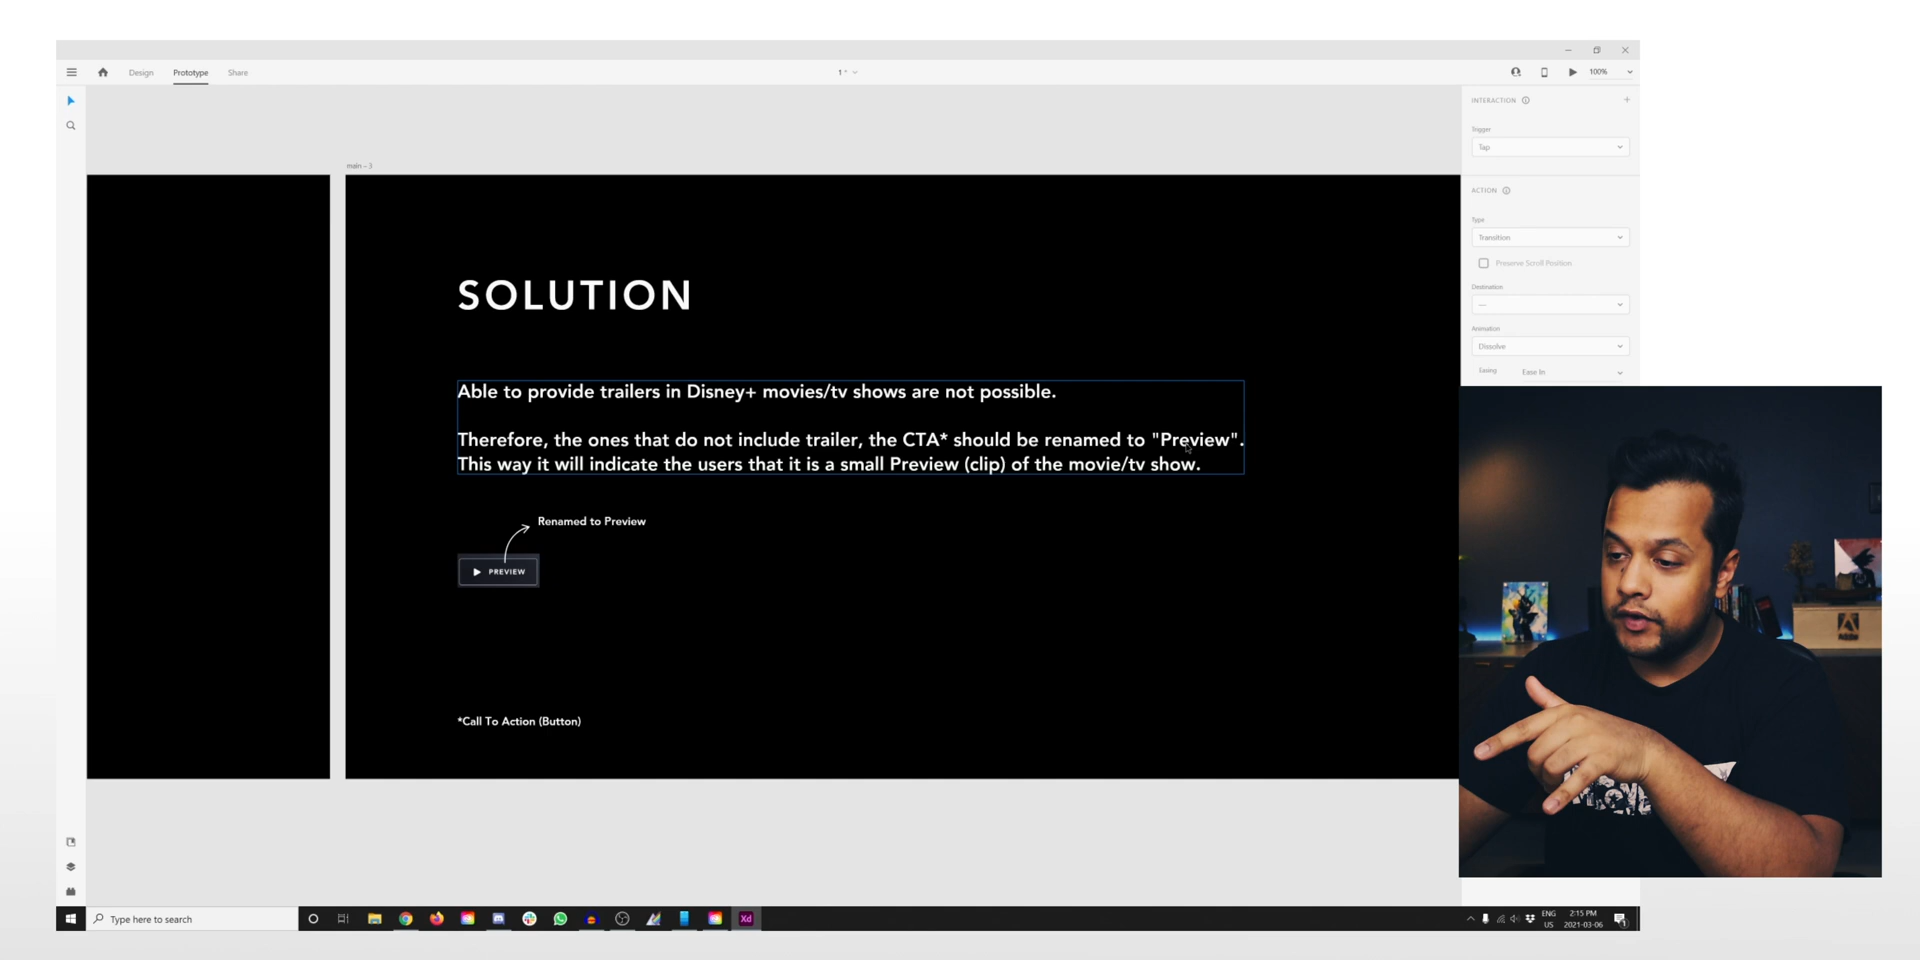 Design Prototype Share
1 *
100%
INTERACTION
Trigger
Tap
ACTION
Type
Transition
Preserve Scroll Position
Destination
—
Animation
Dissolve
Easing Ease In
main – 3
SOLUTION
Able to provide trailers in Disney+ movies/tv shows are not possible.
Therefore, the ones that do not include trailer, the CTA* should be renamed to "Preview".
This way it will indicate the users that it is a small Preview (clip) of the movie/tv show.
Renamed to Preview
PREVIEW
*Call To Action (Button)
Type here to search
Xd
ENG
US
2:15 PM
2021-03-06
1